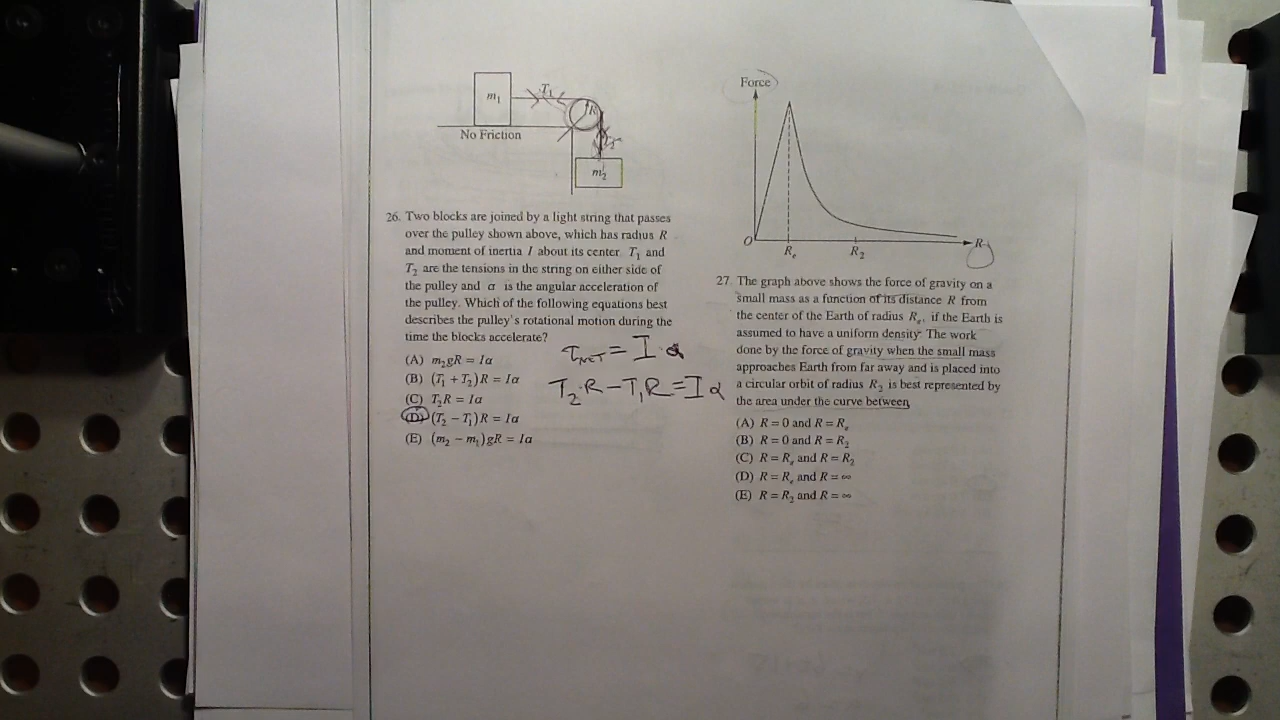 m₁
T₁
R
No Friction
m₂
26. Two blocks are joined by a light string that passes
over the pulley shown above, which has radius R
and moment of inertia I about its center. T₁ and
T₂ are the tensions in the string on either side of
the pulley and α is the angular acceleration of
the pulley. Which of the following equations best
describes the pulley's rotational motion during the
time the blocks accelerate?
τNET = I α
(A) m₂gR = Iα
(B) (T₁ + T₂)R = Iα
T₂·R – T₁R = I α
(C) T₂R = Iα
(D) (T₂ − T₁)R = Iα
(E) (m₂ − m₁)gR = Iα
Force
O
Rₑ
R₂
R
27. The graph above shows the force of gravity on a
small mass as a function of its distance R from
the center of the Earth of radius Rₑ, if the Earth is
assumed to have a uniform density. The work
done by the force of gravity when the small mass
approaches Earth from far away and is placed into
a circular orbit of radius R₂ is best represented by
the area under the curve between
(A) R = 0 and R = Rₑ
(B) R = 0 and R = R₂
(C) R = Rₑ and R = R₂
(D) R = Rₑ and R = ∞
(E) R = R₂ and R = ∞